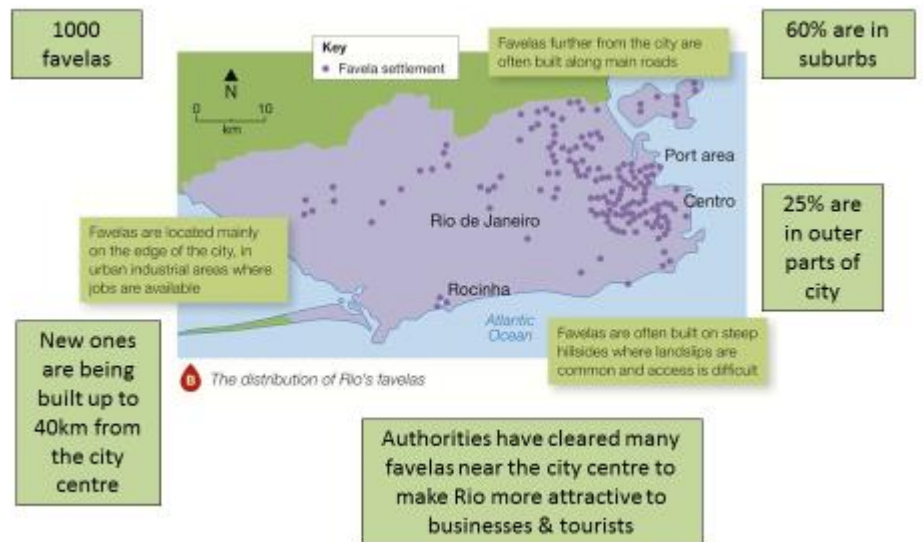 1000
favelas
Key
Favela settlement
N
0 10
km
Favelas further from the city are
often built along main roads
60% are in
suburbs
Port area
Centro
Rio de Janeiro
25% are
in outer
parts of
city
Favelas are located mainly
on the edge of the city, in
urban industrial areas where
jobs are available
Rocinha
Atlantic
Ocean
Favelas are often built on steep
hillsides where landslips are
common and access is difficult
New ones
are being
built up to
40km from
the city
centre
B The distribution of Rio's favelas
Authorities have cleared many
favelas near the city centre to
make Rio more attractive to
businesses & tourists